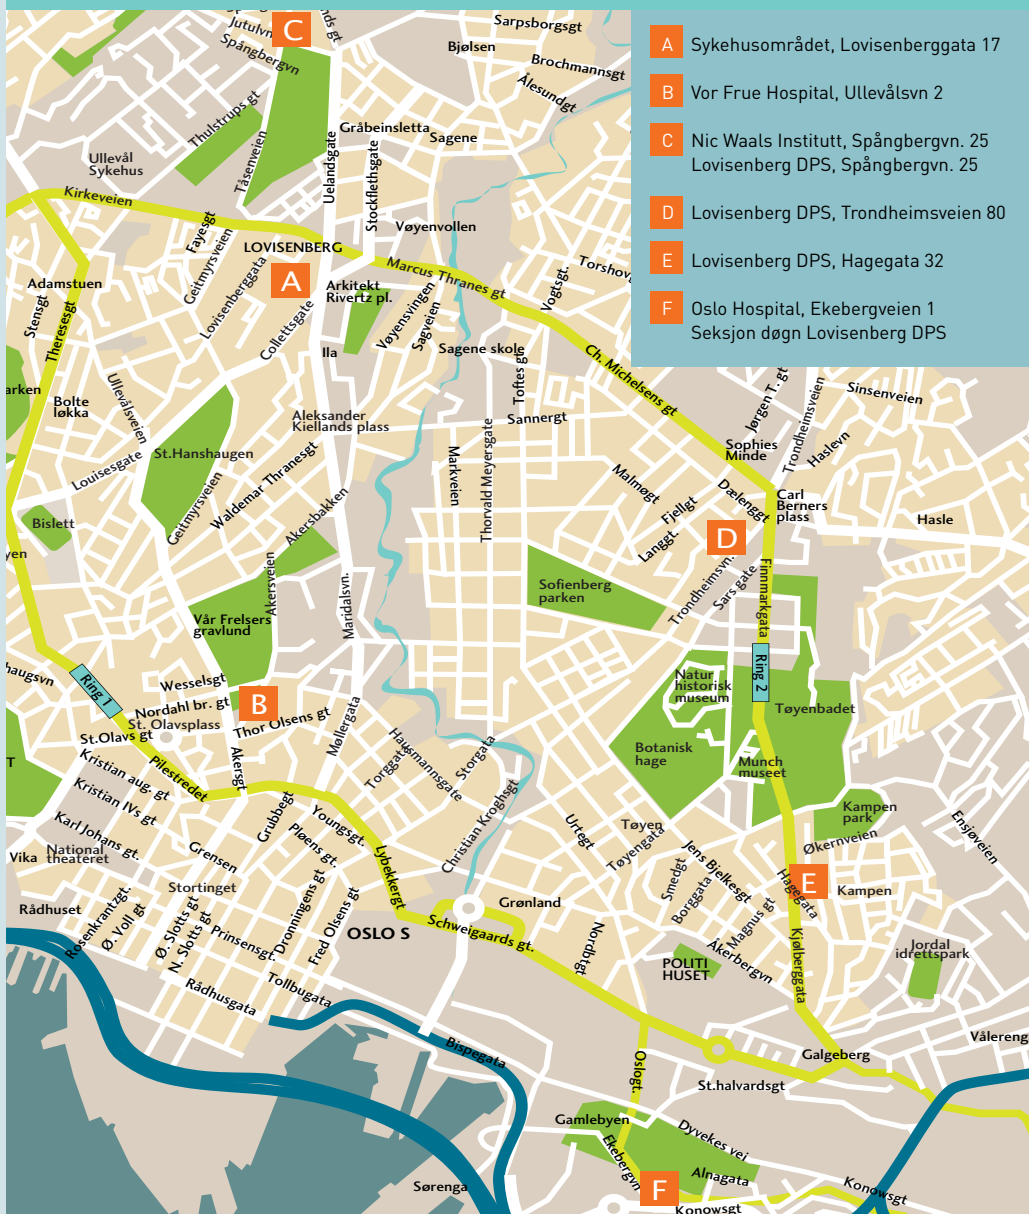 A Sykehusområdet, Lovisenberggata 17
B Vor Frue Hospital, Ullevålsvn 2
C Nic Waals Institutt, Spångbergvn. 25
Lovisenberg DPS, Spångbergvn. 25
D Lovisenberg DPS, Trondheimsveien 80
E Lovisenberg DPS, Hagegata 32
F Oslo Hospital, Ekebergveien 1
Seksjon døgn Lovisenberg DPS
C
Jutulvn
Spångbergvn
Sarpsborgsgt
Bjølsen
Brochmannsgt
Ålesundgt
Thulstrups gt
Gråbeinsletta
Sagene
Ullevål
Sykehus
Tåsenveien
Uelandsgate
Stockflethsgate
Kirkeveien
Fayesgt
Geitmyrsveien
LOVISENBERG
Vøyenvollen
A
Marcus Thranes gt
Torshov
Vogtsgt.
Adamstuen
Stensgt
Theresesgt
Lovisenberggata
Collettsgate
Arkitekt
Rivertz pl.
Vøyensvingen
Sagveien
Ila
Sagene skole
Toftes gt
Ch. Michelsens gt
Jørgen T. gt
Trondheimsveien
Sinsenveien
arken
Bolte
løkka
Ullevålsveien
Aleksander
Kiellands plass
Sannergt
Sophies
Minde
Haslevn
Louisesgate
St.Hanshaugen
Waldemar Thranesgt
Geitmyrsveien
Markveien
Thorvald Meyersgate
Malmøgt
Fjellgt
Langgt.
Dælenggt
Carl
Berners
plass
Hasle
Bislett
Akersbakken
D
yen
Akersveien
Maridalsvn.
Sofienberg
parken
Trondheimsvn.
Sars gate
Finnmarkgata
Vår Frelsers
gravlund
haugsvn
Ring 1
Wesselsgt
Nordahl br. gt
St. Olavsplass
St.Olavs gt
B
Thor Olsens gt
Møllergata
Natur
historisk
museum
Ring 2
Tøyenbadet
T
Kristian aug. gt
Kristian IVs gt
Pilestredet
Akersgt
Torggata
Hausmannsgate
Storgata
Botanisk
hage
Munch
museet
Karl Johans gt.
Grubbegt
Youngsgt.
Pløens gt.
Lybekkergt
Christian Kroghsgt
Urtegt
Tøyen
Tøyengata
Kampen
park
Økernveien
Ensjøveien
Vika
National
theateret
Grensen
Stortinget
Smedgt
Borggata
Jens Bjelkesgt
E
Hagegata
Kampen
Rådhuset
Rosenkrantzgt.
Ø. Voll gt
Ø. Slotts gt
N. Slotts gt
Prinsensgt.
Dronningens gt
Fred Olsens gt
OSLO S
Grønland
Schweigaards gt.
Nordbtgt
Magnus gt
Åkerbergvn
Kjølberggata
POLITI
HUSET
Jordal
idrettspark
Rådhusgata
Tollbugata
Bispegata
Oslogt.
Galgeberg
Våler­eng
St.halvardsgt
Gamlebyen
Ekebergvn
Dyvekes vei
Alnagata
Sørenga
F
Konowsgt
Konowsgt